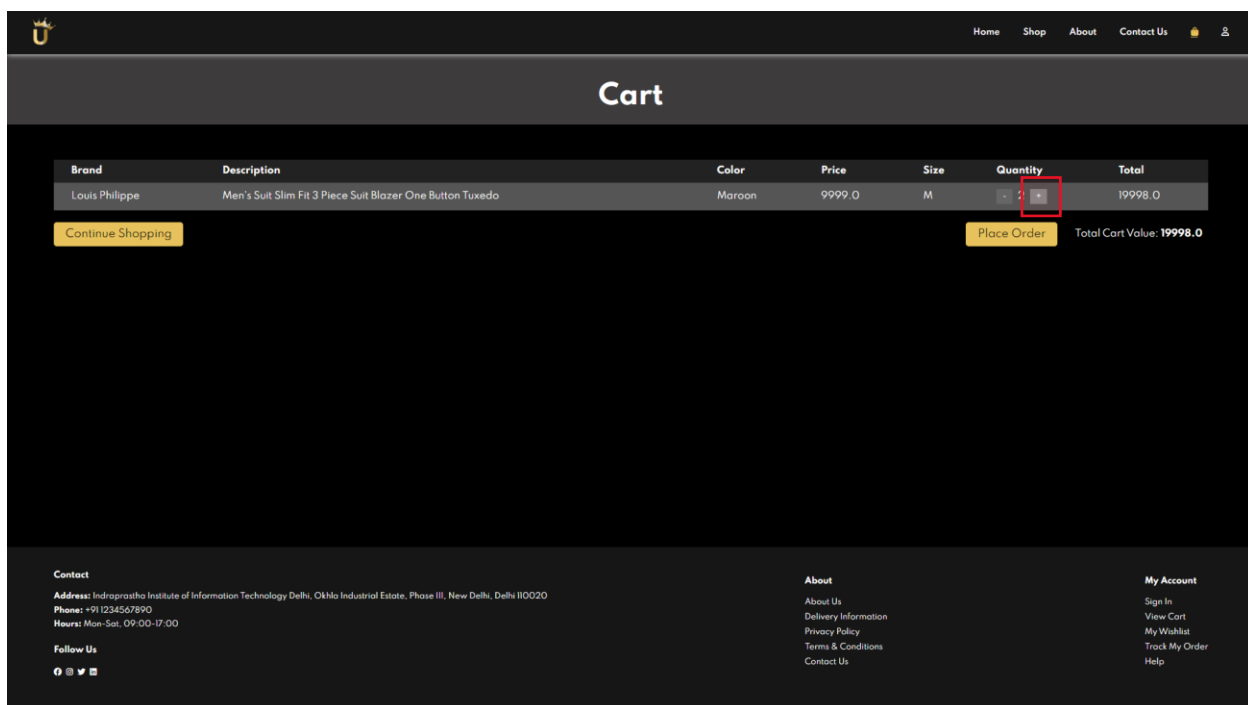 U
Home Shop About Contact Us
Cart
Brand Description Color Price Size Quantity Total
Louis Philippe Men's Suit Slim Fit 3 Piece Suit Blazer One Button Tuxedo Maroon 9999.0 M - 2 + 19998.0
Continue Shopping Place Order Total Cart Value: 19998.0
Contact
Address: Indraprastha Institute of Information Technology Delhi, Okhla Industrial Estate, Phase III, New Delhi, Delhi 110020
Phone: +91 1234567890
Hours: Mon-Sat, 09:00-17:00
Follow Us
About
About Us
Delivery Information
Privacy Policy
Terms & Conditions
Contact Us
My Account
Sign In
View Cart
My Wishlist
Track My Order
Help